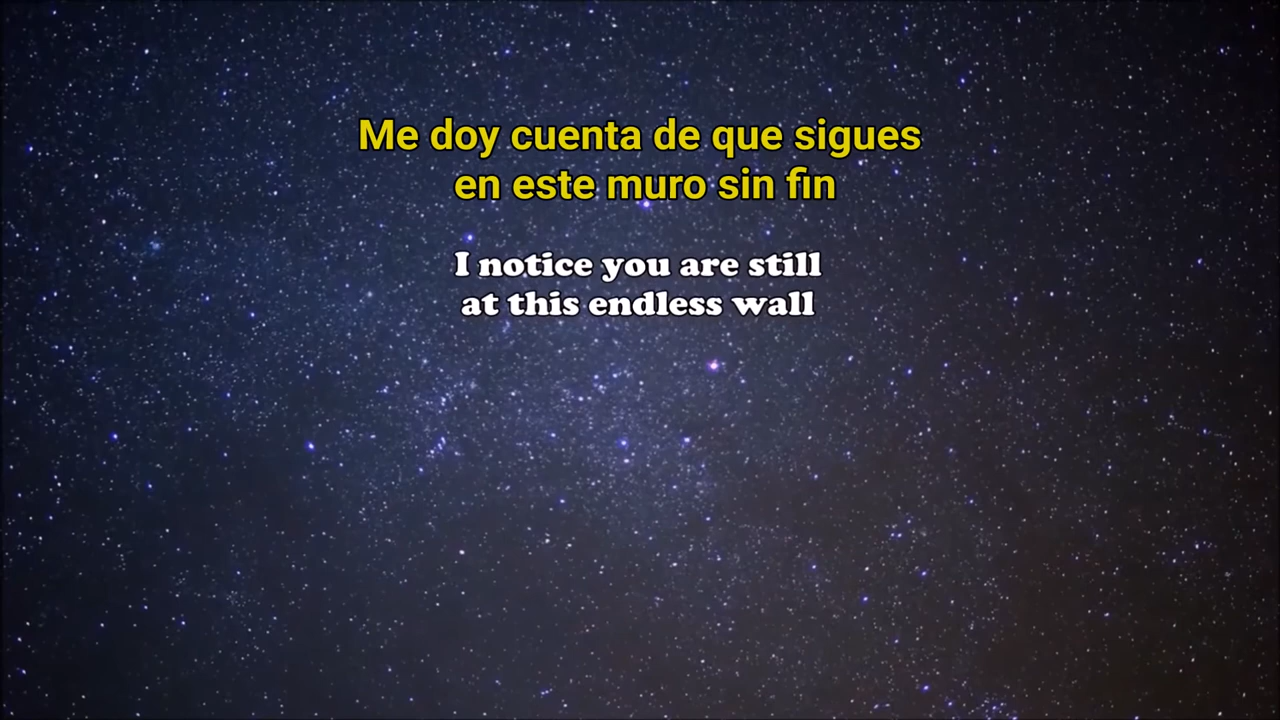 Me doy cuenta de que sigues
en este muro sin fin
I notice you are still
at this endless wall